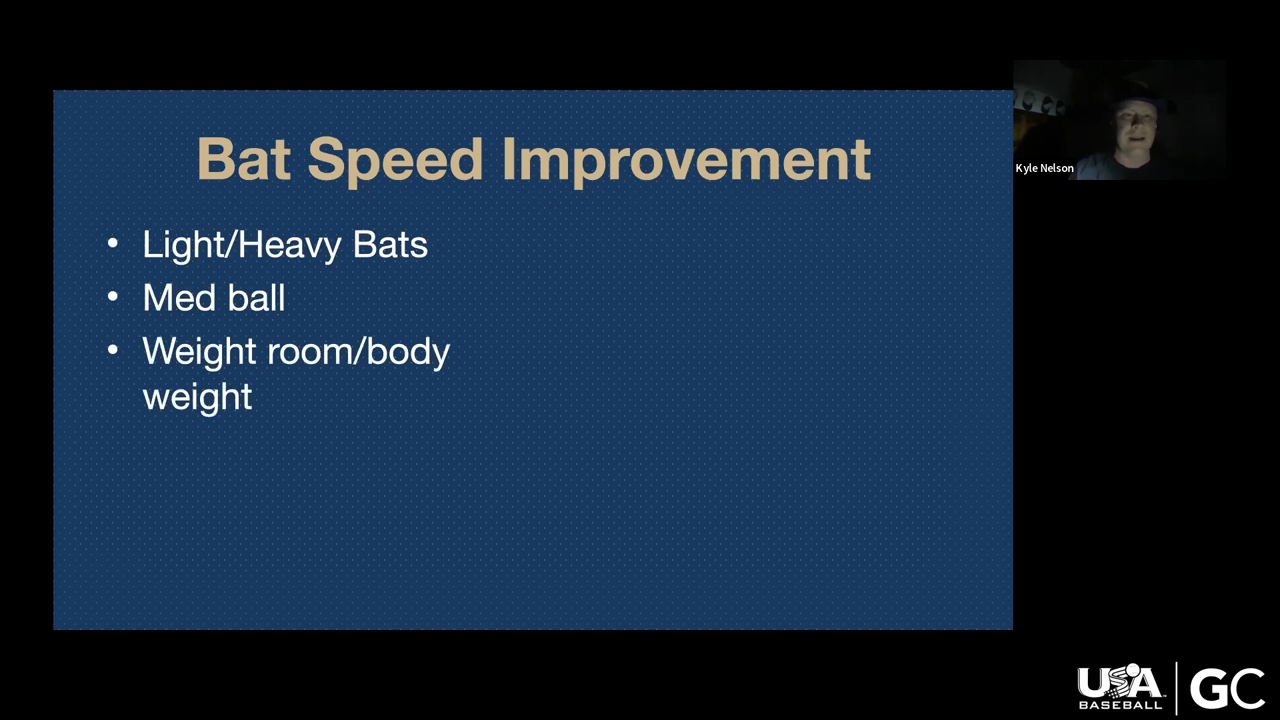 Bat Speed Improvement
• Light/Heavy Bats
• Med ball
• Weight room/body
weight
Kyle Nelson
USA
BASEBALL
GC